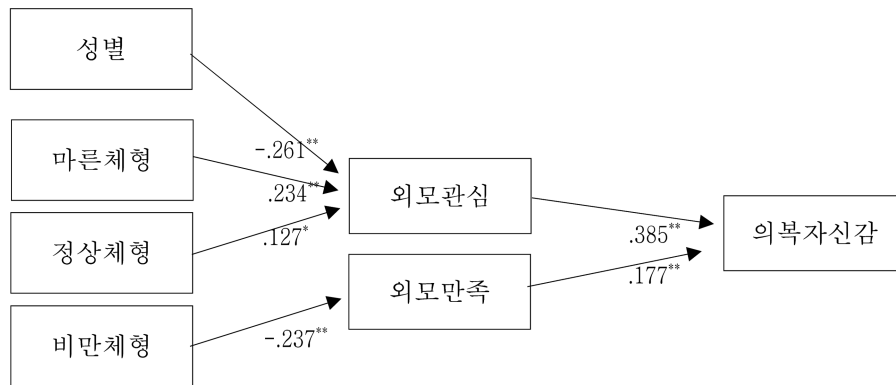 성별
-.261**
마른체형
.234**
외모관심
정상체형
.127*
.385**
의복자신감
.177**
외모만족
비만체형
-.237**